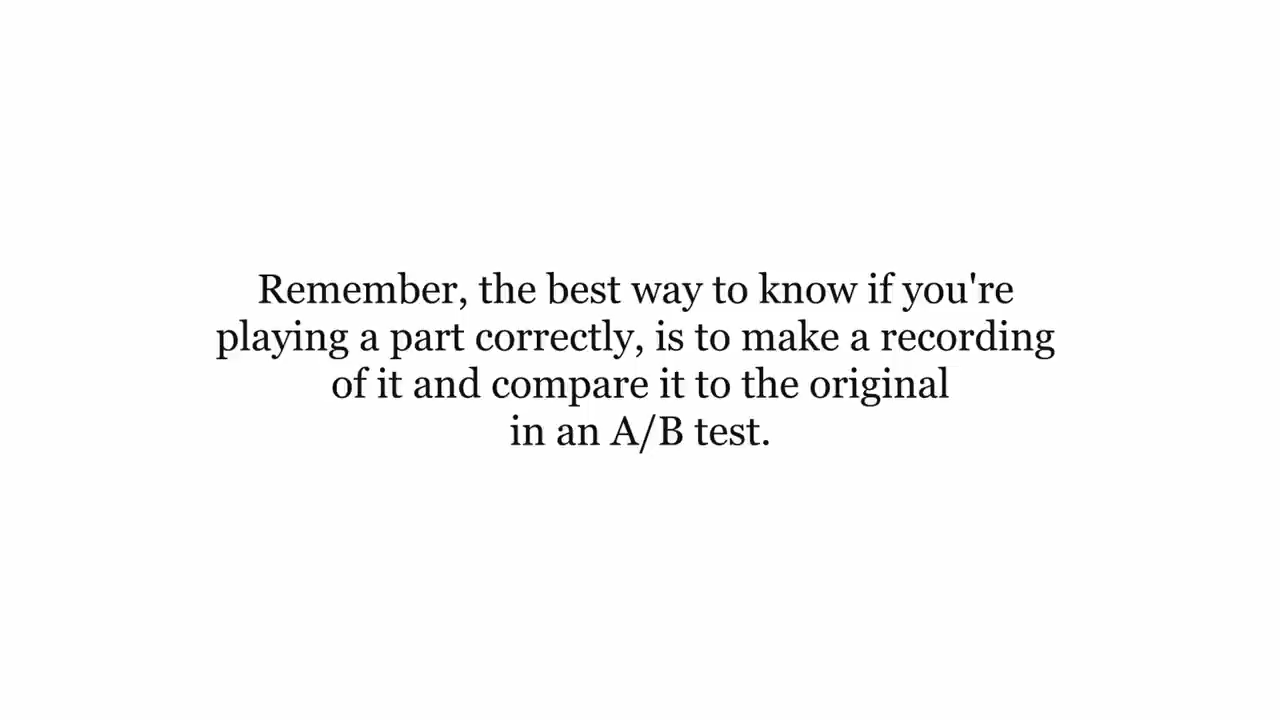 Remember, the best way to know if you're
playing a part correctly, is to make a recording
of it and compare it to the original
in an A/B test.